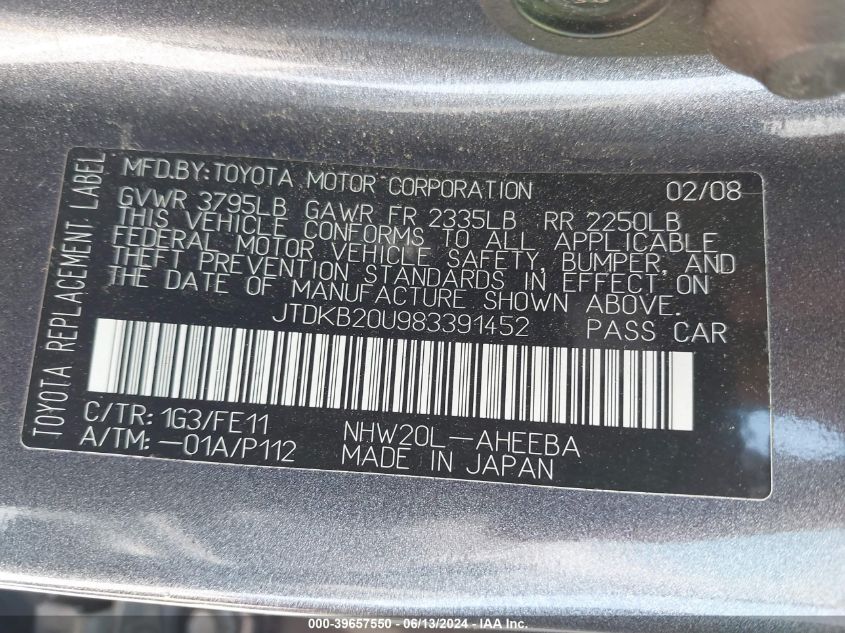 TOYOTA REPLACEMENT LABEL
MFD.BY:TOYOTA MOTOR CORPORATION 02/08
GVWR 3795LB GAWR FR 2335LB RR 2250LB
THIS VEHICLE CONFORMS TO ALL APPLICABLE
FEDERAL MOTOR VEHICLE SAFETY, BUMPER, AND
THEFT PREVENTION STANDARDS IN EFFECT ON
THE DATE OF MANUFACTURE SHOWN ABOVE.
JTDKB20U983391452 PASS CAR
C/TR: 1G3/FE11 NHW20L-AHEEBA
A/TM: -01A/P112 MADE IN JAPAN
000-39657550 - 06/13/2024 - IAA Inc.